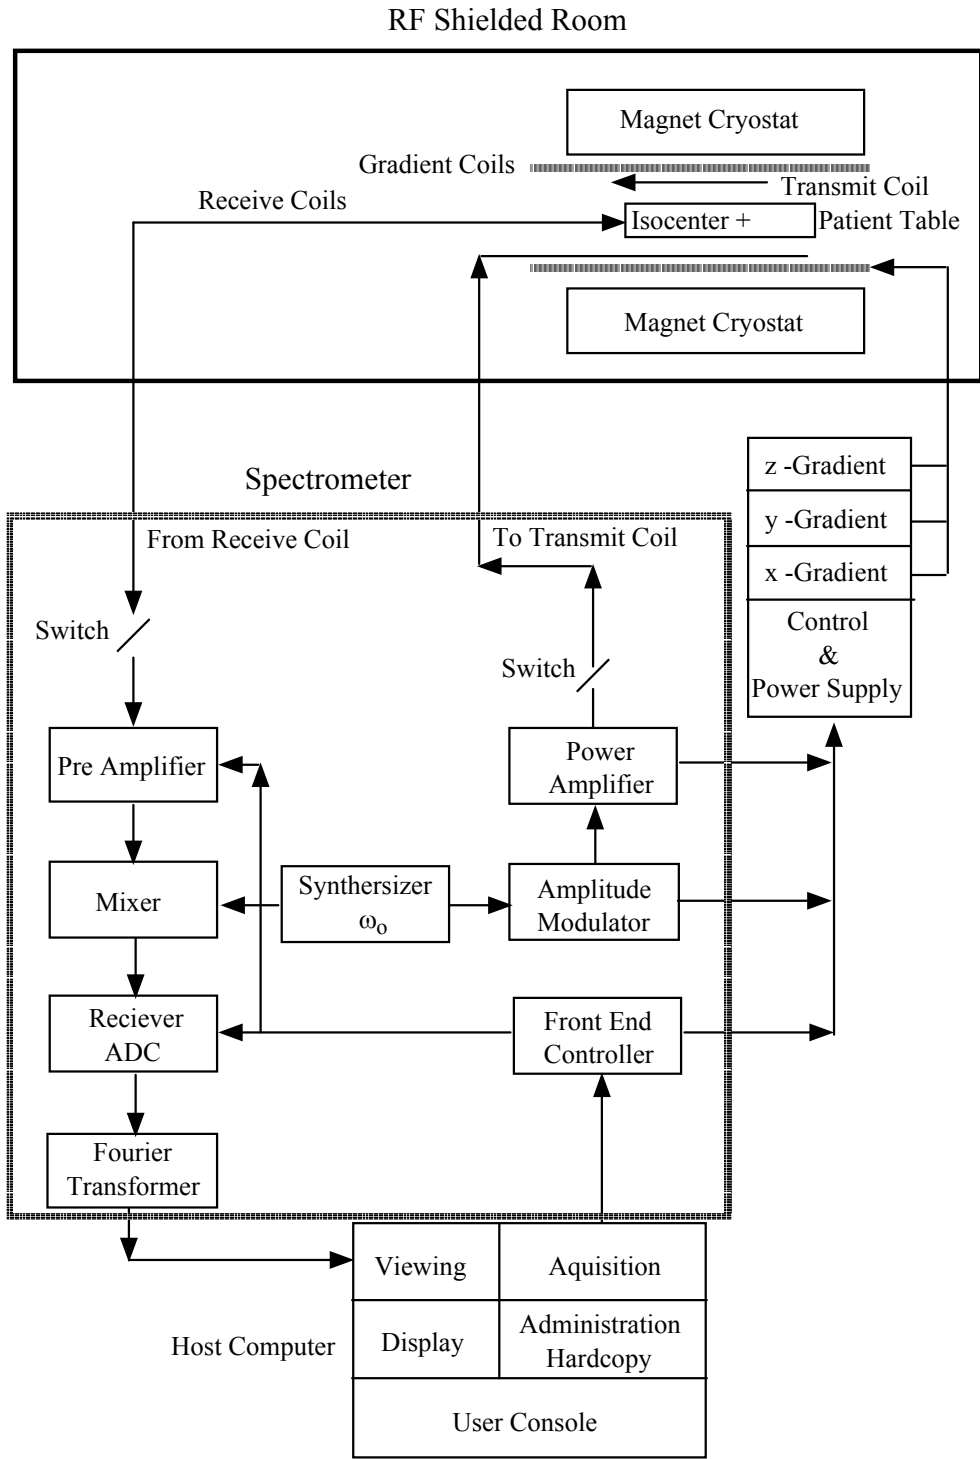 RF Shielded Room
Magnet Cryostat
Gradient Coils
Transmit Coil
Receive Coils
Isocenter +
Patient Table
Magnet Cryostat
z -Gradient
Spectrometer
y -Gradient
From Receive Coil
To Transmit Coil
x -Gradient
Control
&
Power Supply
Switch
Switch
Pre Amplifier
Power
Amplifier
Mixer
Synthersizer
ωo
Amplitude
Modulator
Reciever
ADC
Front End
Controller
Fourier
Transformer
Viewing
Aquisition
Host Computer
Display
Administration
Hardcopy
User Console